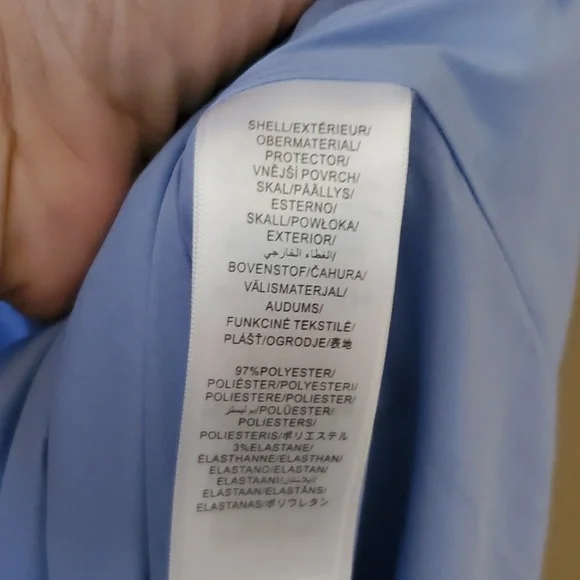 SHELL/EXTÉRIEUR/
OBERMATERIAL/
PROTECTOR/
VNĚJŠÍ POVRCH/
SKAL/PÄÄLLYS/
ESTERNO/
SKALL/POWŁOKA/
EXTERIOR/
الغطاء الخارجي/
BOVENSTOF/ČAHURA/
VÄLISMATERJAL/
AUDUMS/
FUNKCINĖ TEKSTILĖ/
PLÁŠŤ/OGRODJE/表地
97%POLYESTER/
POLIÉSTER/POLYESTERI/
POLIESTERE/POLIESTER/
بوليستر/POLÜESTER/
POLIESTERS/
POLIESTERIS/ポリエステル
3%ELASTANE/
ÉLASTHANNE/ELASTHAN/
ELASTANO/ELASTAN/
ELASTAANI/إيلاستان/
ELASTAAN/ELASTĀNS/
ELASTANAS/ポリウレタン